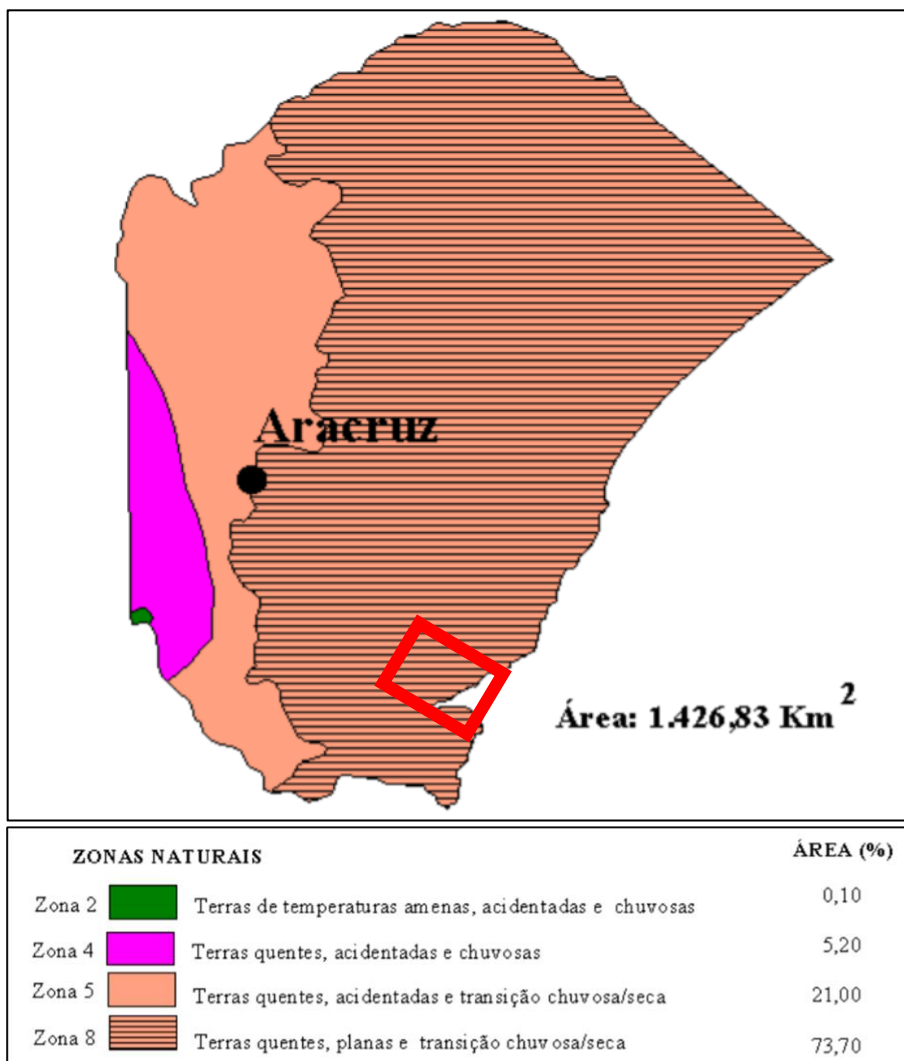 Aracruz
Área: 1.426,83 Km 2
ZONAS NATURAIS ÁREA (%)
Zona 2 Terras de temperaturas amenas, acidentadas e chuvosas 0,10
Zona 4 Terras quentes, acidentadas e chuvosas 5,20
Zona 5 Terras quentes, acidentadas e transição chuvosa/seca 21,00
Zona 8 Terras quentes, planas e transição chuvosa/seca 73,70